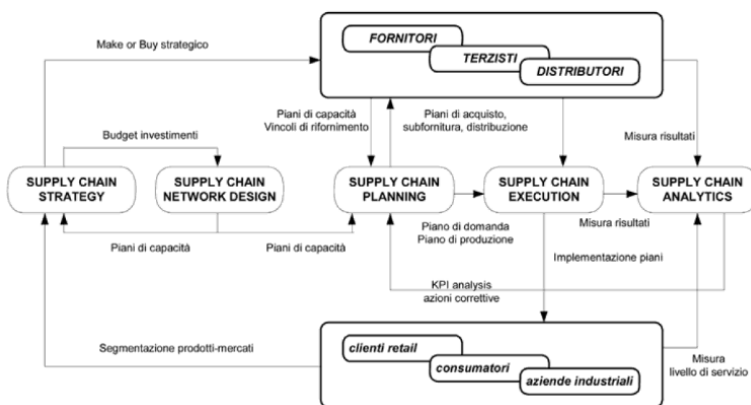 FORNITORI
TERZISTI
DISTRIBUTORI
Make or Buy strategico
Piani di capacità
Vincoli di rifornimento
Piani di acquisto,
subfornitura, distribuzione
Budget investimenti
Misura risultati
SUPPLY CHAIN
STRATEGY
SUPPLY CHAIN
NETWORK DESIGN
SUPPLY CHAIN
PLANNING
SUPPLY CHAIN
EXECUTION
SUPPLY CHAIN
ANALYTICS
Piani di capacità
Piani di capacità
Piano di domanda
Piano di produzione
Misura risultati
Implementazione piani
KPI analysis
azioni correttive
Segmentazione prodotti-mercati
clienti retail
consumatori
aziende industriali
Misura
livello di servizio